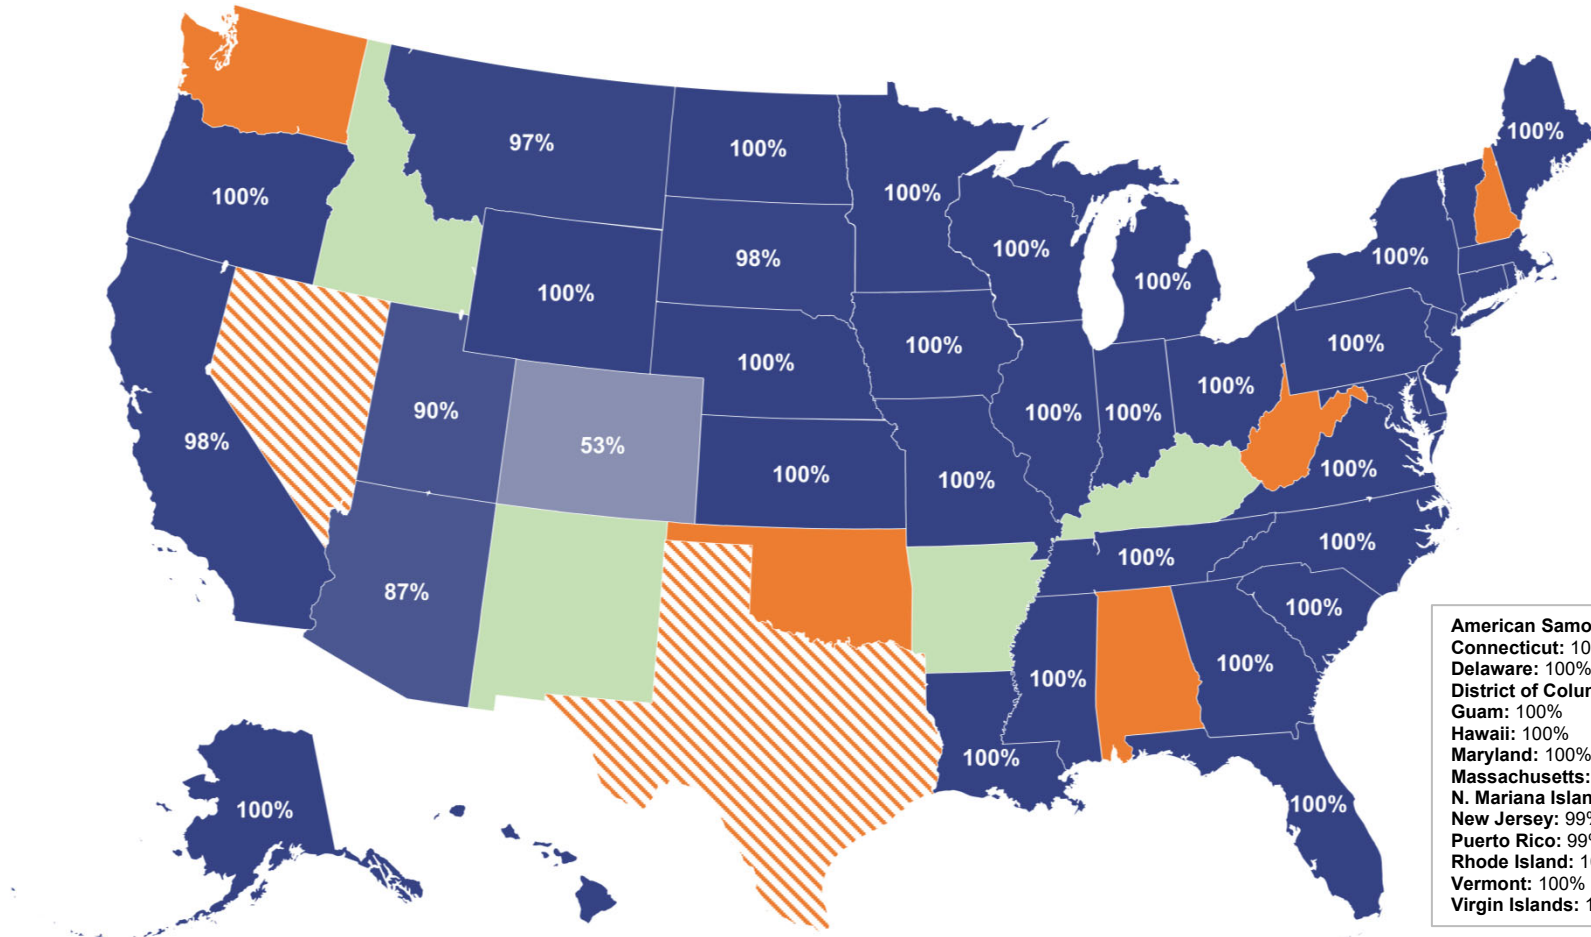 97%
100%
100%
100%
100%
100%
98%
100%
100%
100%
100%
100%
100%
100%
100%
90%
53%
98%
100%
100%
100%
100%
100%
100%
87%
100%
100%
100%
100%
100%
100%
100%
100%
American Samo
Connecticut: 10
Delaware: 100%
District of Colum
Guam: 100%
Hawaii: 100%
Maryland: 100%
Massachusetts:
N. Mariana Islan
New Jersey: 99%
Puerto Rico: 99%
Rhode Island: 1
Vermont: 100%
Virgin Islands: 1